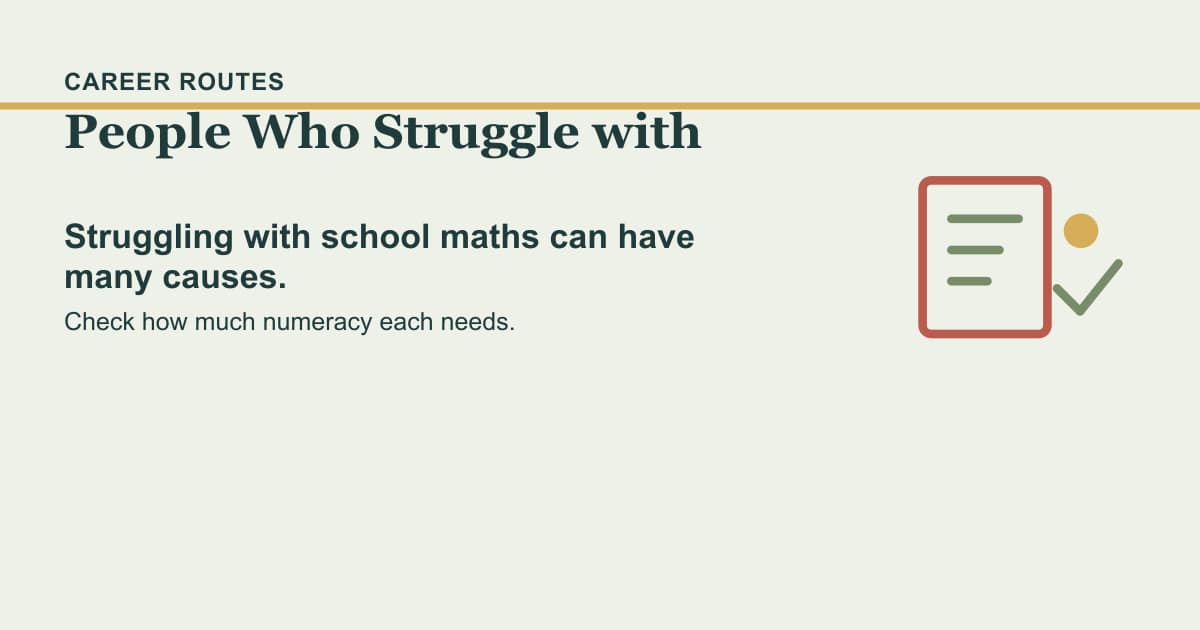 CAREER ROUTES
People Who Struggle with
Struggling with school maths can have
many causes.
Check how much numeracy each needs.